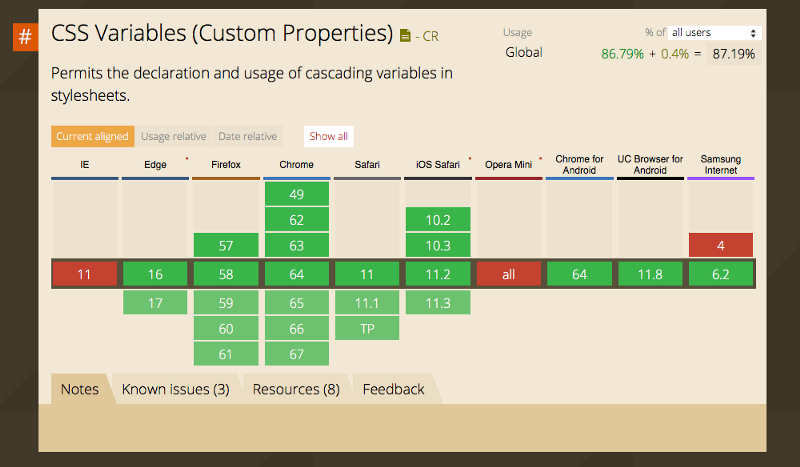 #
CSS Variables (Custom Properties) - CR
Usage % of all users
Global 86.79% + 0.4% = 87.19%
Permits the declaration and usage of cascading variables in
stylesheets.
Current aligned Usage relative Date relative Show all
IE Edge * Firefox Chrome Safari iOS Safari * Opera Mini * Chrome for Android UC Browser for Android Samsung Internet
49
62 10.2
57 63 10.3 4
11 16 58 64 11 11.2 all 64 11.8 6.2
17 59 65 11.1 11.3
60 66 TP
61 67
Notes Known issues (3) Resources (8) Feedback